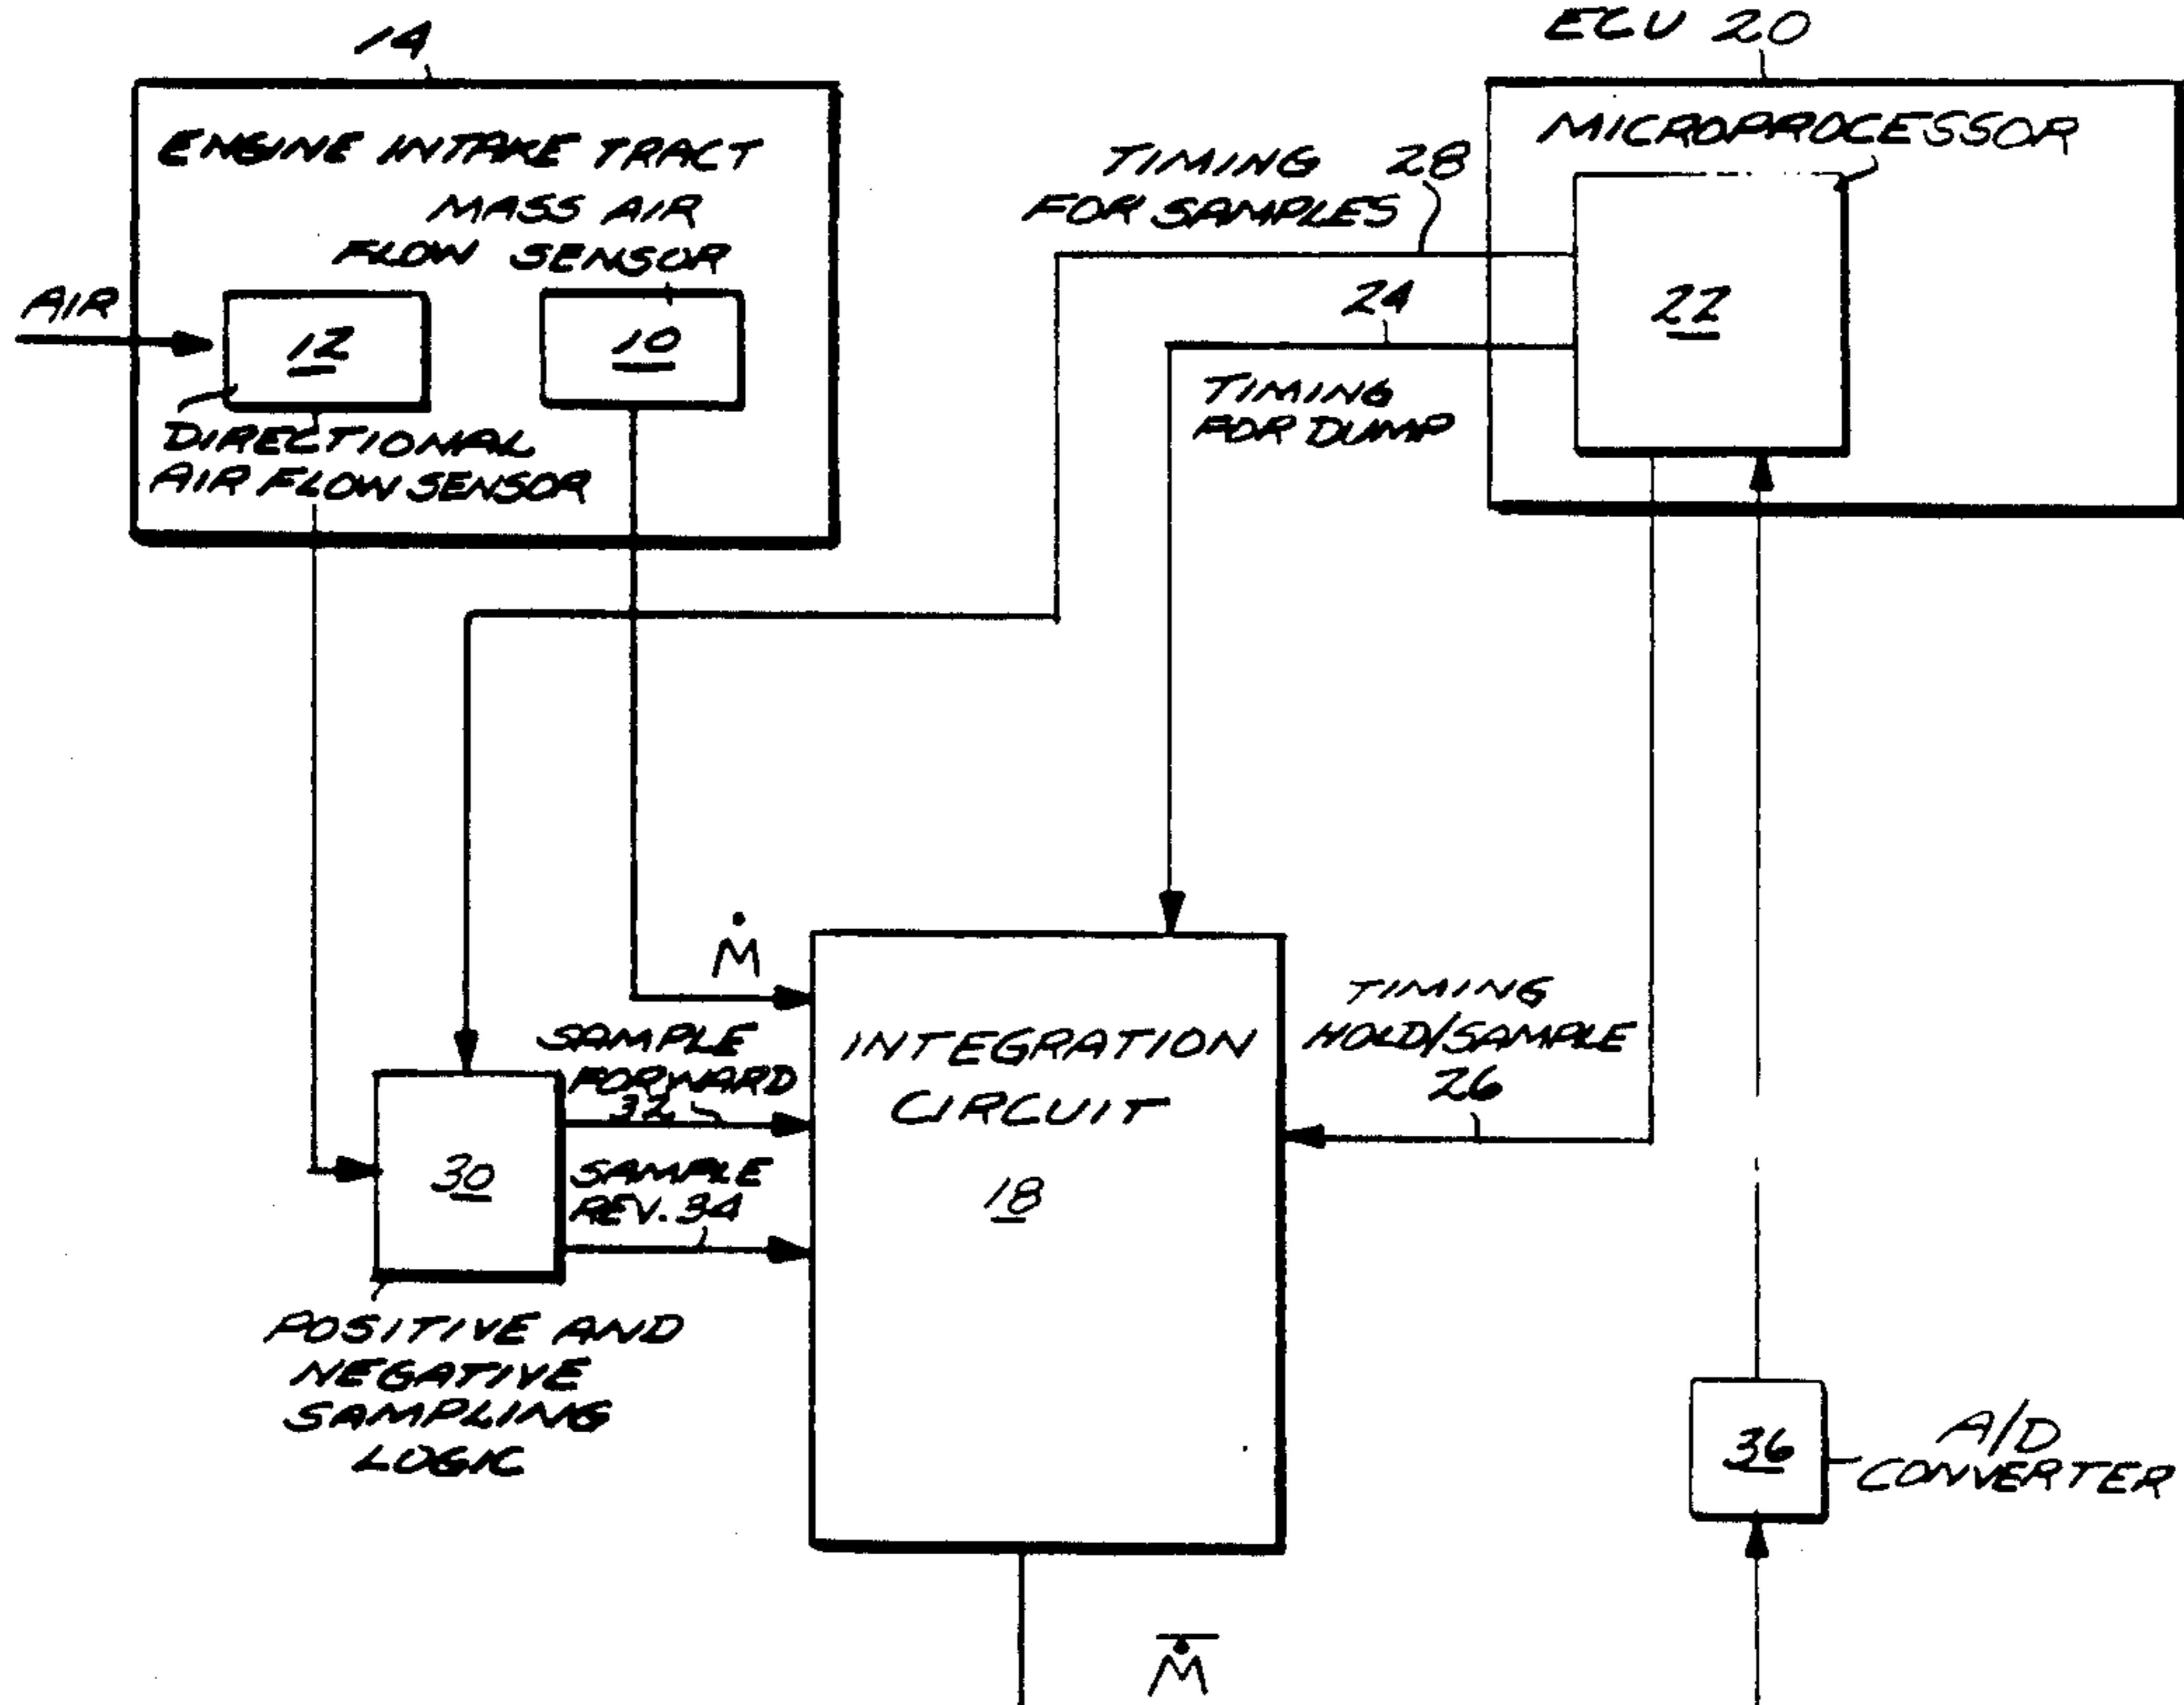 14
ECU 20
ENGINE INTAKE TRACT
MASS AIR
FLOW SENSOR
AIR
12
10
DIRECTIONAL
AIR FLOW SENSOR
TIMING 28
FOR SAMPLES
24
TIMING
FOR DUMP
MICROPROCESSOR
22
Ṁ
SAMPLE
FORWARD
32
SAMPLE
REV. 34
30
POSITIVE AND
NEGATIVE
SAMPLING
LOGIC
INTEGRATION
CIRCUIT
18
TIMING
HOLD/SAMPLE
26
36
A/D
CONVERTER
Ṁ̅